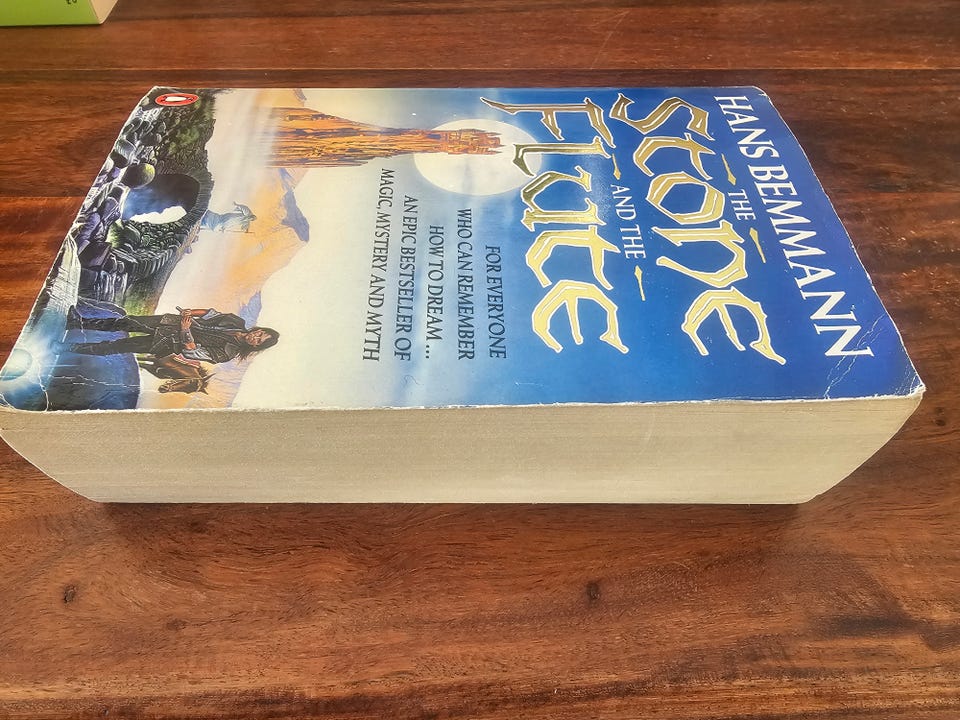 HANS BEMMANN
THE
Stone
AND THE
Flute
FOR EVERYONE
WHO CAN REMEMBER
HOW TO DREAM...
AN EPIC BESTSELLER OF
MAGIC, MYSTERY AND MYTH